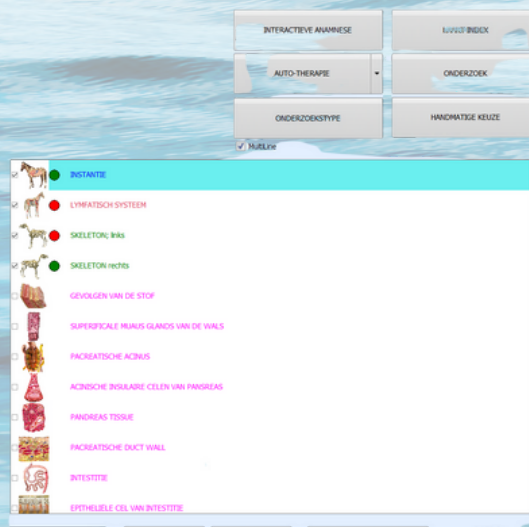 INTERACTIEVE ANAMNESE
INDEX
AUTO-THERAPIE
ONDERZOEK
ONDERZOEKSTYPE
HANDMATIGE KEUZE
MultiLine
INSTANTIE
LYMFATISCH SYSTEEM
SKELETON; links
SKELETON rechts
GEVOLGEN VAN DE STOF
SUPERIFICALE MUAUS GLANDS VAN DE WALS
PACREATISCHE ACINUS
ACINISCHE INSULAIRE CELEN VAN PANSREAS
PANDREAS TISSUE
PACREATISCHE DUCT WALL
INTESTITIE
EPITHELIËLE CEL VAN INTESTITIE